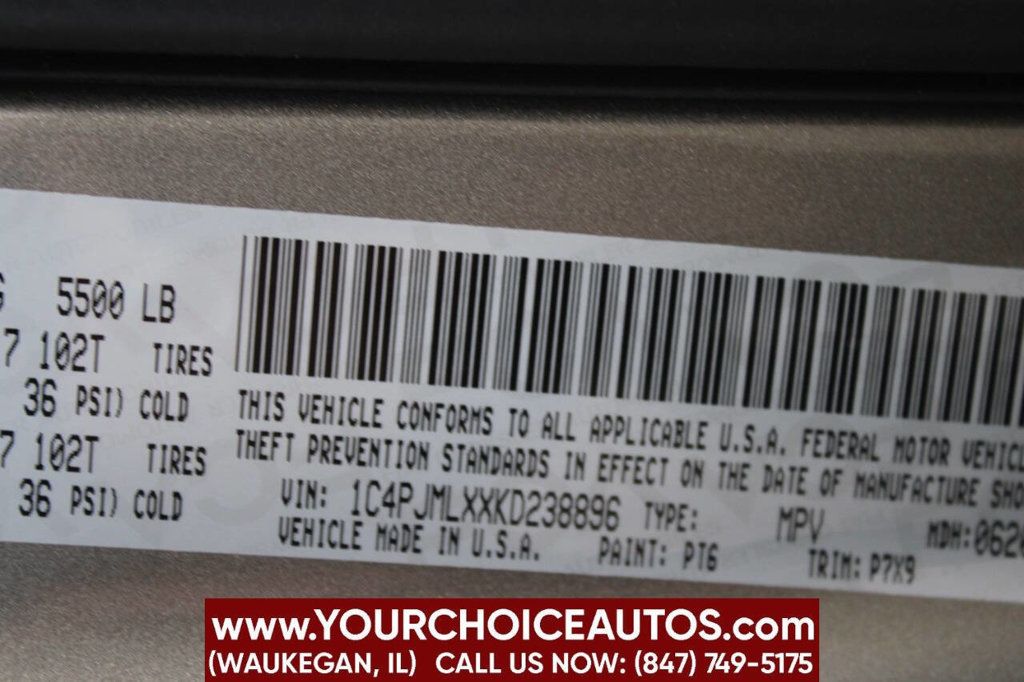 5500 LB
7 102T TIRES
36 PSI) COLD
7 102T TIRES
36 PSI) COLD
THIS VEHICLE CONFORMS TO ALL APPLICABLE U.S.A. FEDERAL MOTOR VEHICL
THEFT PREVENTION STANDARDS IN EFFECT ON THE DATE OF MANUFACTURE SHO
VIN: 1C4PJMLXXKD238896 TYPE: MPV MDH:062
VEHICLE MADE IN U.S.A. PAINT: PT6 TRIM: P7X9
www.YOURCHOICEAUTOS.com
(WAUKEGAN, IL) CALL US NOW: (847) 749-5175